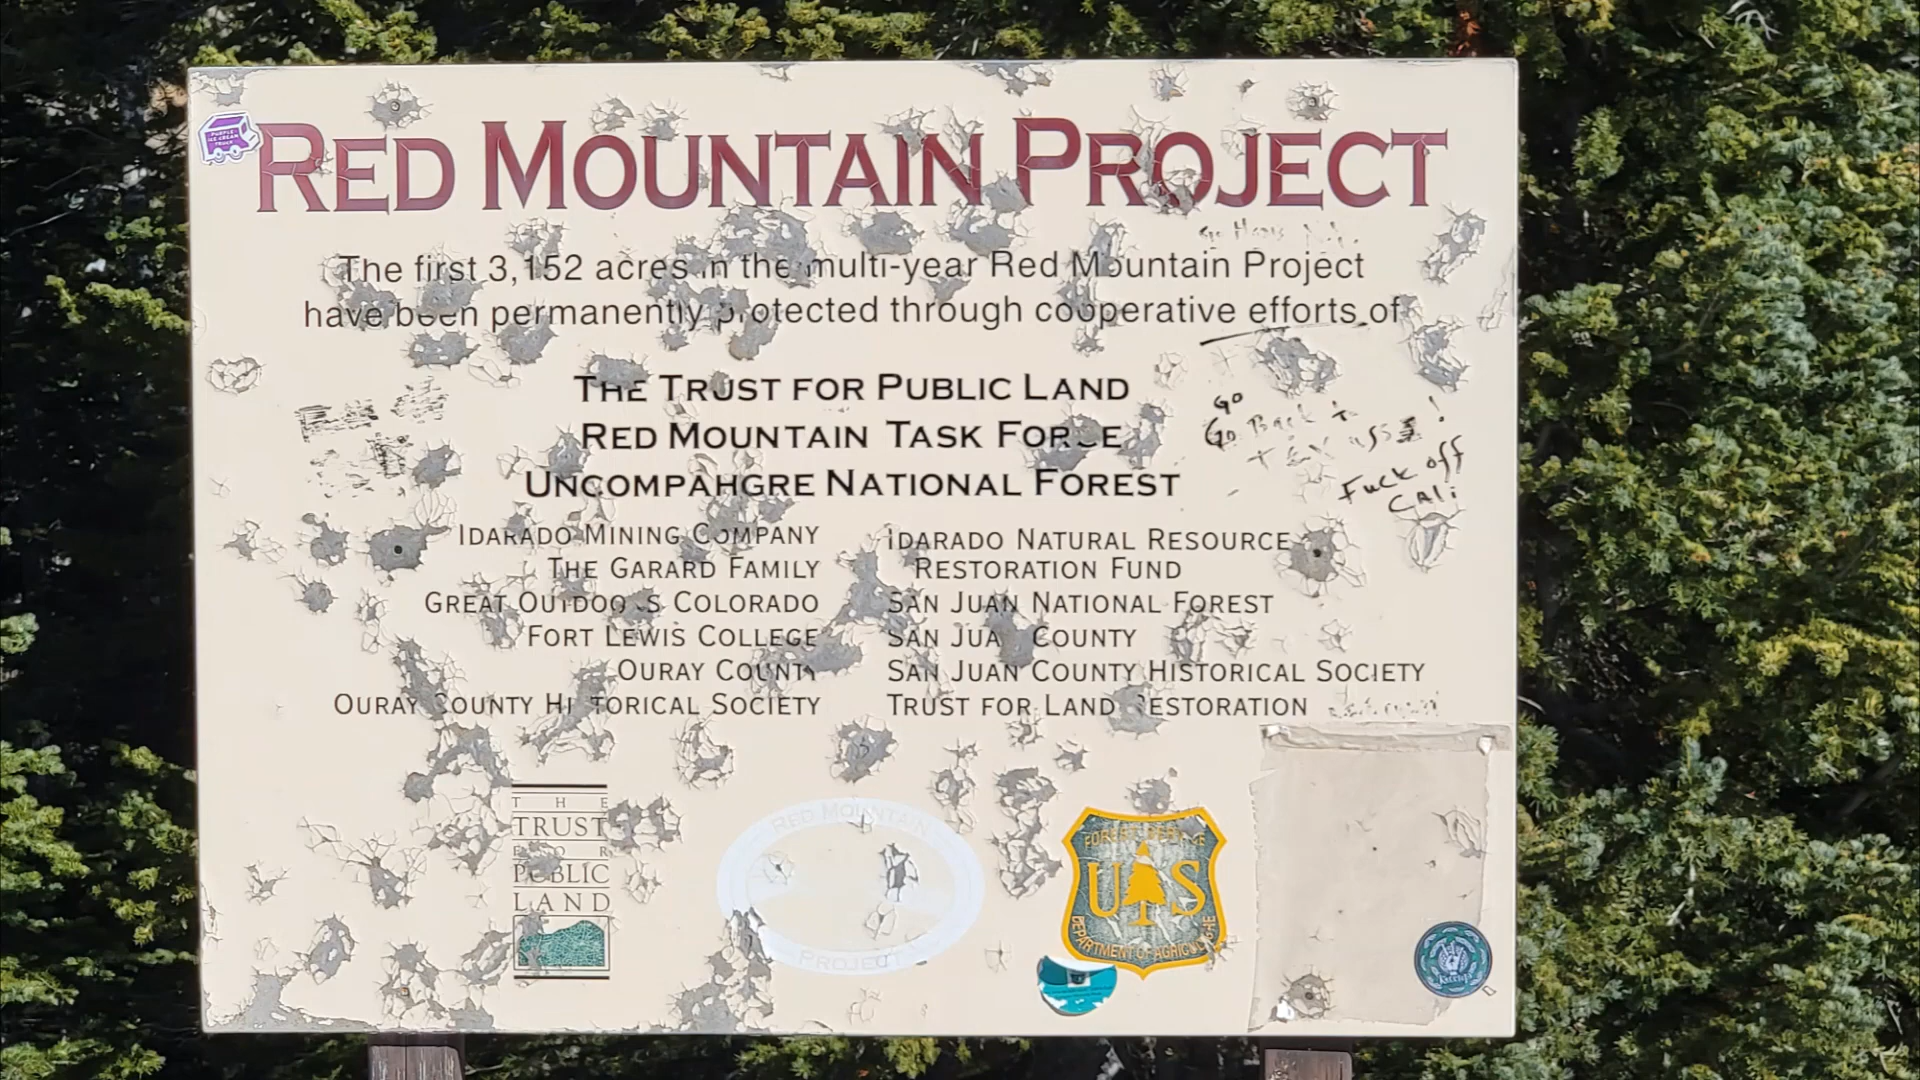 RED MOUNTAIN PROJECT
The first 3,152 acres in the multi-year Red Mountain Project
have been permanently protected through cooperative efforts of
THE TRUST FOR PUBLIC LAND
RED MOUNTAIN TASK FORCE
UNCOMPAHGRE NATIONAL FOREST
IDARADO MINING COMPANY
THE GARARD FAMILY
GREAT OUTDOORS COLORADO
FORT LEWIS COLLEGE
OURAY COUNTY
OURAY COUNTY HISTORICAL SOCIETY
IDARADO NATURAL RESOURCE
RESTORATION FUND
SAN JUAN NATIONAL FOREST
SAN JUAN COUNTY
SAN JUAN COUNTY HISTORICAL SOCIETY
TRUST FOR LAND RESTORATION
Go
Go Back
Fuck off
CALi
PURPLE
ICE CREAM
TRUCK
THE
TRUST
FOR
PUBLIC
LAND
RED MOUNTAIN
PROJECT
FOREST SERVICE
US
DEPARTMENT OF AGRICULTURE